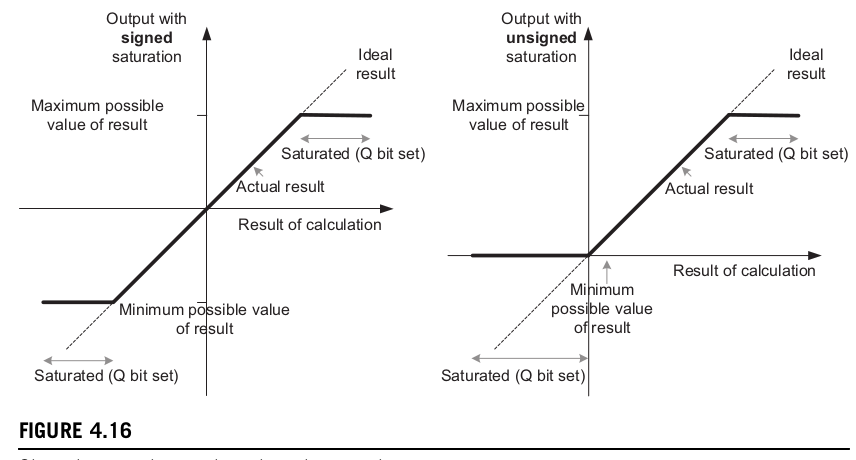 Output with
signed
saturation
Ideal
result
Maximum possible
value of result
Saturated (Q bit set)
Actual result
Result of calculation
Minimum possible value
of result
Saturated (Q bit set)
Output with
unsigned
saturation
Ideal
result
Maximum possible
value of result
Saturated (Q bit set)
Actual result
Result of calculation
Minimum
possible value
of result
Saturated (Q bit set)
FIGURE 4.16